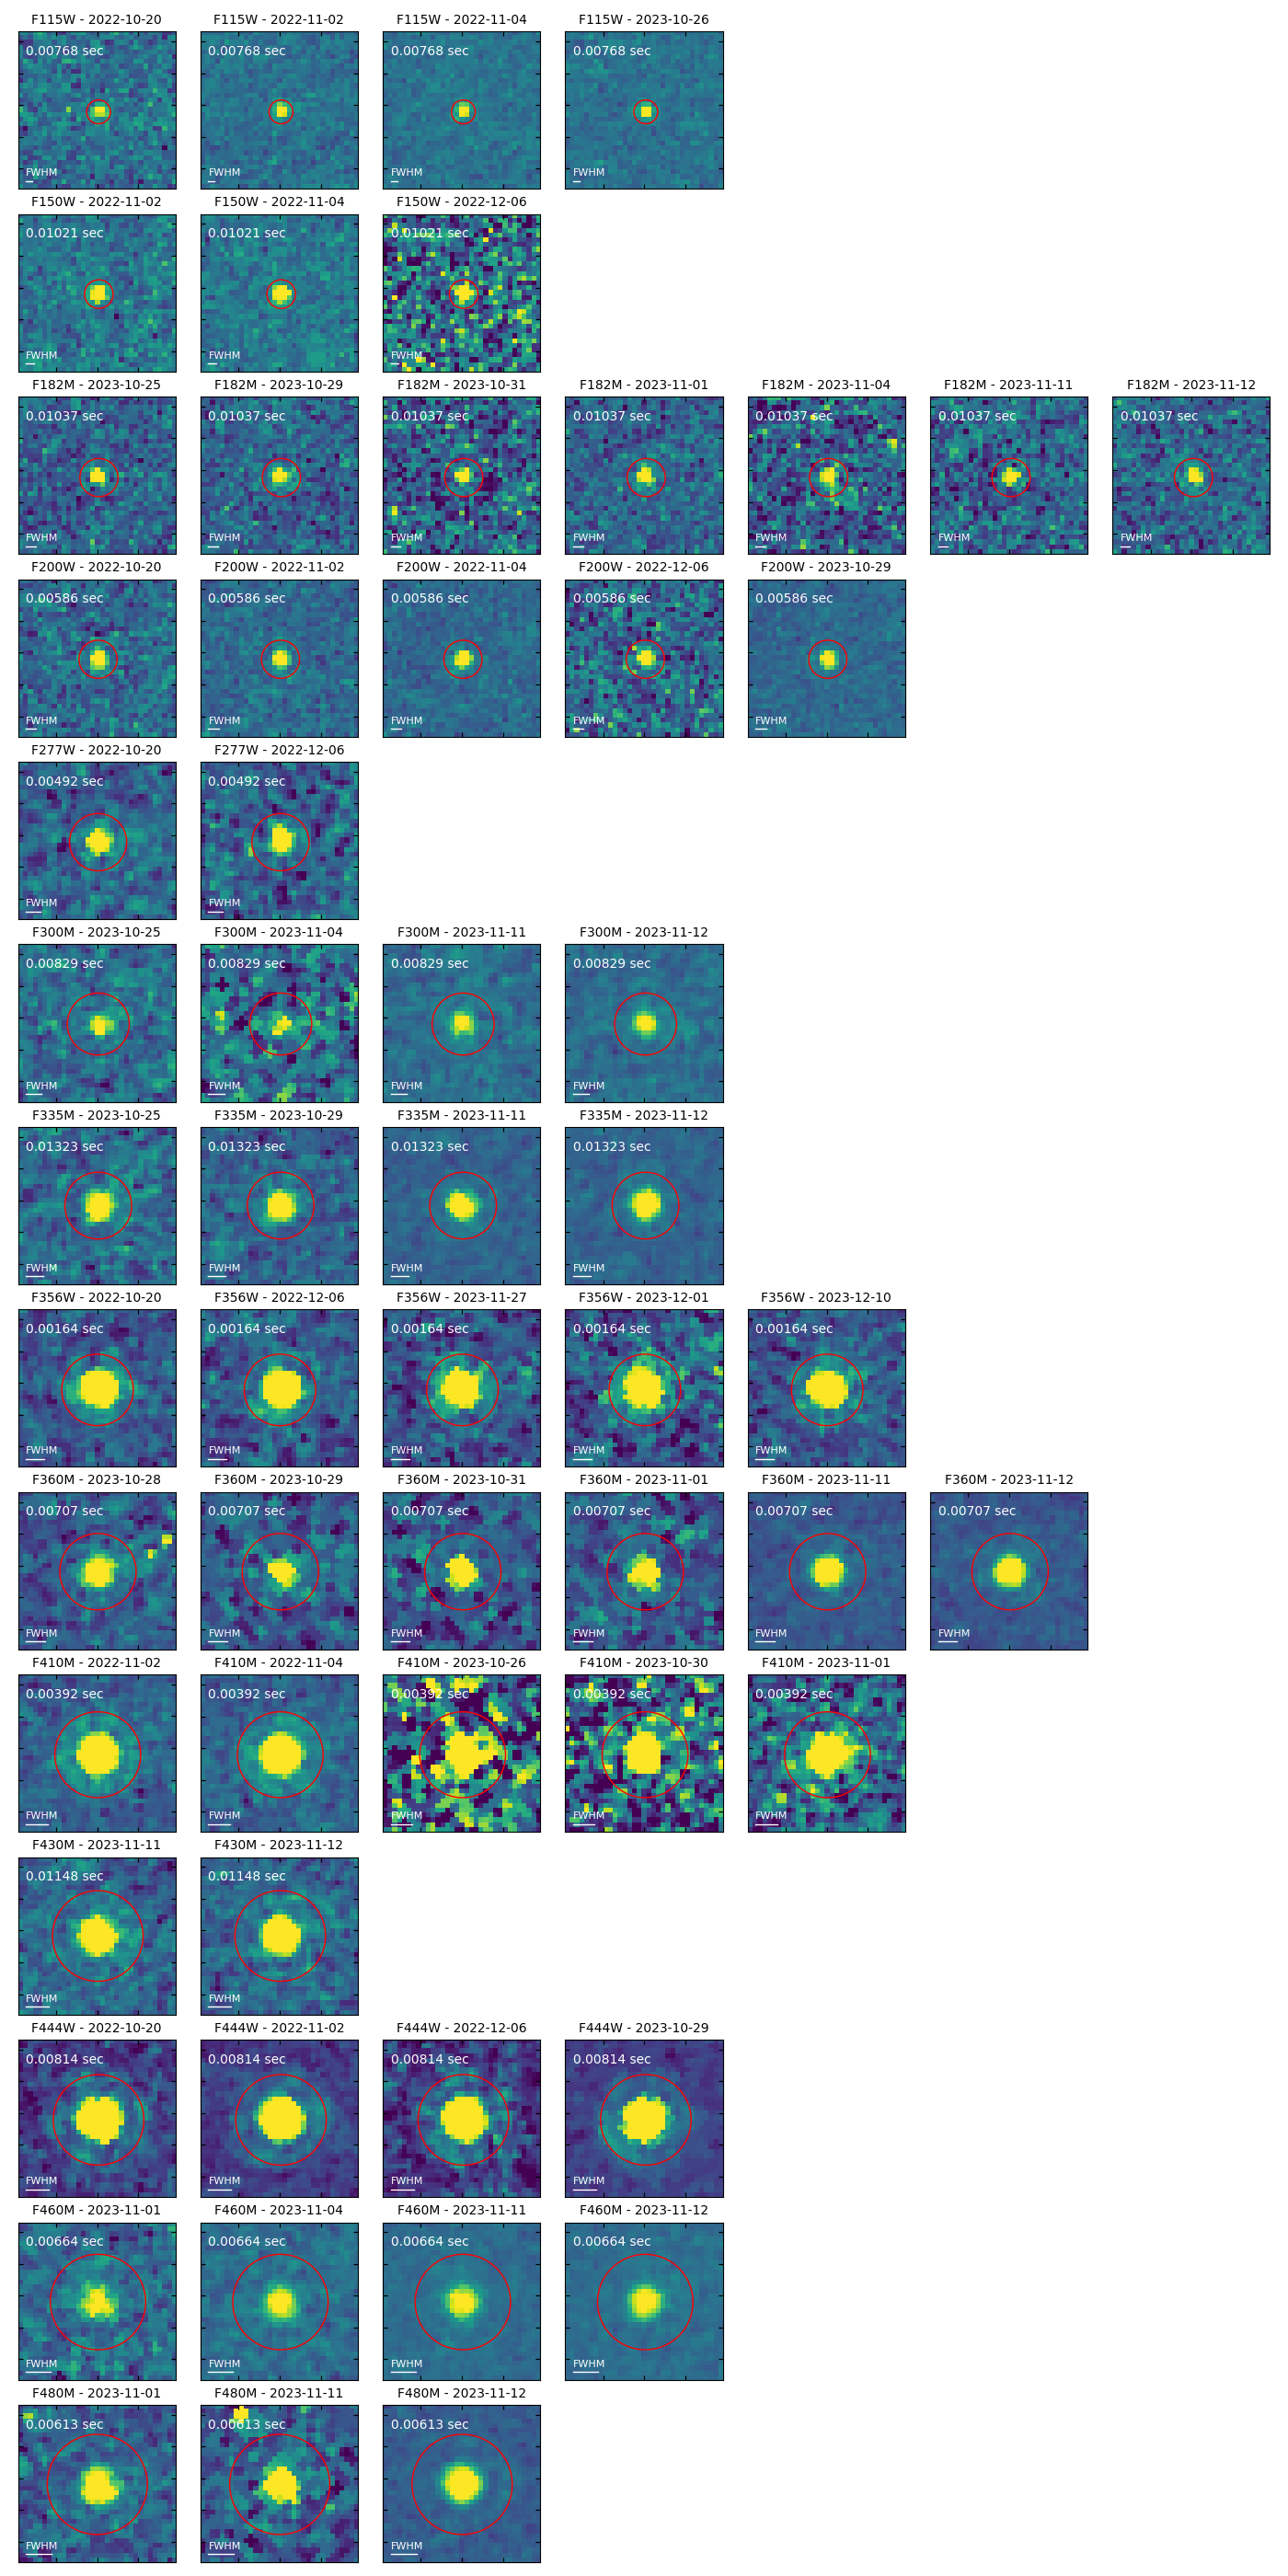 F115W - 2022-10-20 F115W - 2022-11-02 F115W - 2022-11-04 F115W - 2023-10-26
0.00768 sec 0.00768 sec 0.00768 sec 0.00768 sec
FWHM FWHM FWHM FWHM
F150W - 2022-11-02 F150W - 2022-11-04 F150W - 2022-12-06
0.01021 sec 0.01021 sec 0.01021 sec
FWHM FWHM FWHM
F182M - 2023-10-25 F182M - 2023-10-29 F182M - 2023-10-31 F182M - 2023-11-01 F182M - 2023-11-04 F182M - 2023-11-11 F182M - 2023-11-12
0.01037 sec 0.01037 sec 0.01037 sec 0.01037 sec 0.01037 sec 0.01037 sec 0.01037 sec
FWHM FWHM FWHM FWHM FWHM FWHM FWHM
F200W - 2022-10-20 F200W - 2022-11-02 F200W - 2022-11-04 F200W - 2022-12-06 F200W - 2023-10-29
0.00586 sec 0.00586 sec 0.00586 sec 0.00586 sec 0.00586 sec
FWHM FWHM FWHM FWHM FWHM
F277W - 2022-10-20 F277W - 2022-12-06
0.00492 sec 0.00492 sec
FWHM FWHM
F300M - 2023-10-25 F300M - 2023-11-04 F300M - 2023-11-11 F300M - 2023-11-12
0.00829 sec 0.00829 sec 0.00829 sec 0.00829 sec
FWHM FWHM FWHM FWHM
F335M - 2023-10-25 F335M - 2023-10-29 F335M - 2023-11-11 F335M - 2023-11-12
0.01323 sec 0.01323 sec 0.01323 sec 0.01323 sec
FWHM FWHM FWHM FWHM
F356W - 2022-10-20 F356W - 2022-12-06 F356W - 2023-11-27 F356W - 2023-12-01 F356W - 2023-12-10
0.00164 sec 0.00164 sec 0.00164 sec 0.00164 sec 0.00164 sec
FWHM FWHM FWHM FWHM FWHM
F360M - 2023-10-28 F360M - 2023-10-29 F360M - 2023-10-31 F360M - 2023-11-01 F360M - 2023-11-11 F360M - 2023-11-12
0.00707 sec 0.00707 sec 0.00707 sec 0.00707 sec 0.00707 sec 0.00707 sec
FWHM FWHM FWHM FWHM FWHM FWHM
F410M - 2022-11-02 F410M - 2022-11-04 F410M - 2023-10-26 F410M - 2023-10-30 F410M - 2023-11-01
0.00392 sec 0.00392 sec 0.00392 sec 0.00392 sec 0.00392 sec
FWHM FWHM FWHM FWHM FWHM
F430M - 2023-11-11 F430M - 2023-11-12
0.01148 sec 0.01148 sec
FWHM FWHM
F444W - 2022-10-20 F444W - 2022-11-02 F444W - 2022-12-06 F444W - 2023-10-29
0.00814 sec 0.00814 sec 0.00814 sec 0.00814 sec
FWHM FWHM FWHM FWHM
F460M - 2023-11-01 F460M - 2023-11-04 F460M - 2023-11-11 F460M - 2023-11-12
0.00664 sec 0.00664 sec 0.00664 sec 0.00664 sec
FWHM FWHM FWHM FWHM
F480M - 2023-11-01 F480M - 2023-11-11 F480M - 2023-11-12
0.00613 sec 0.00613 sec 0.00613 sec
FWHM FWHM FWHM